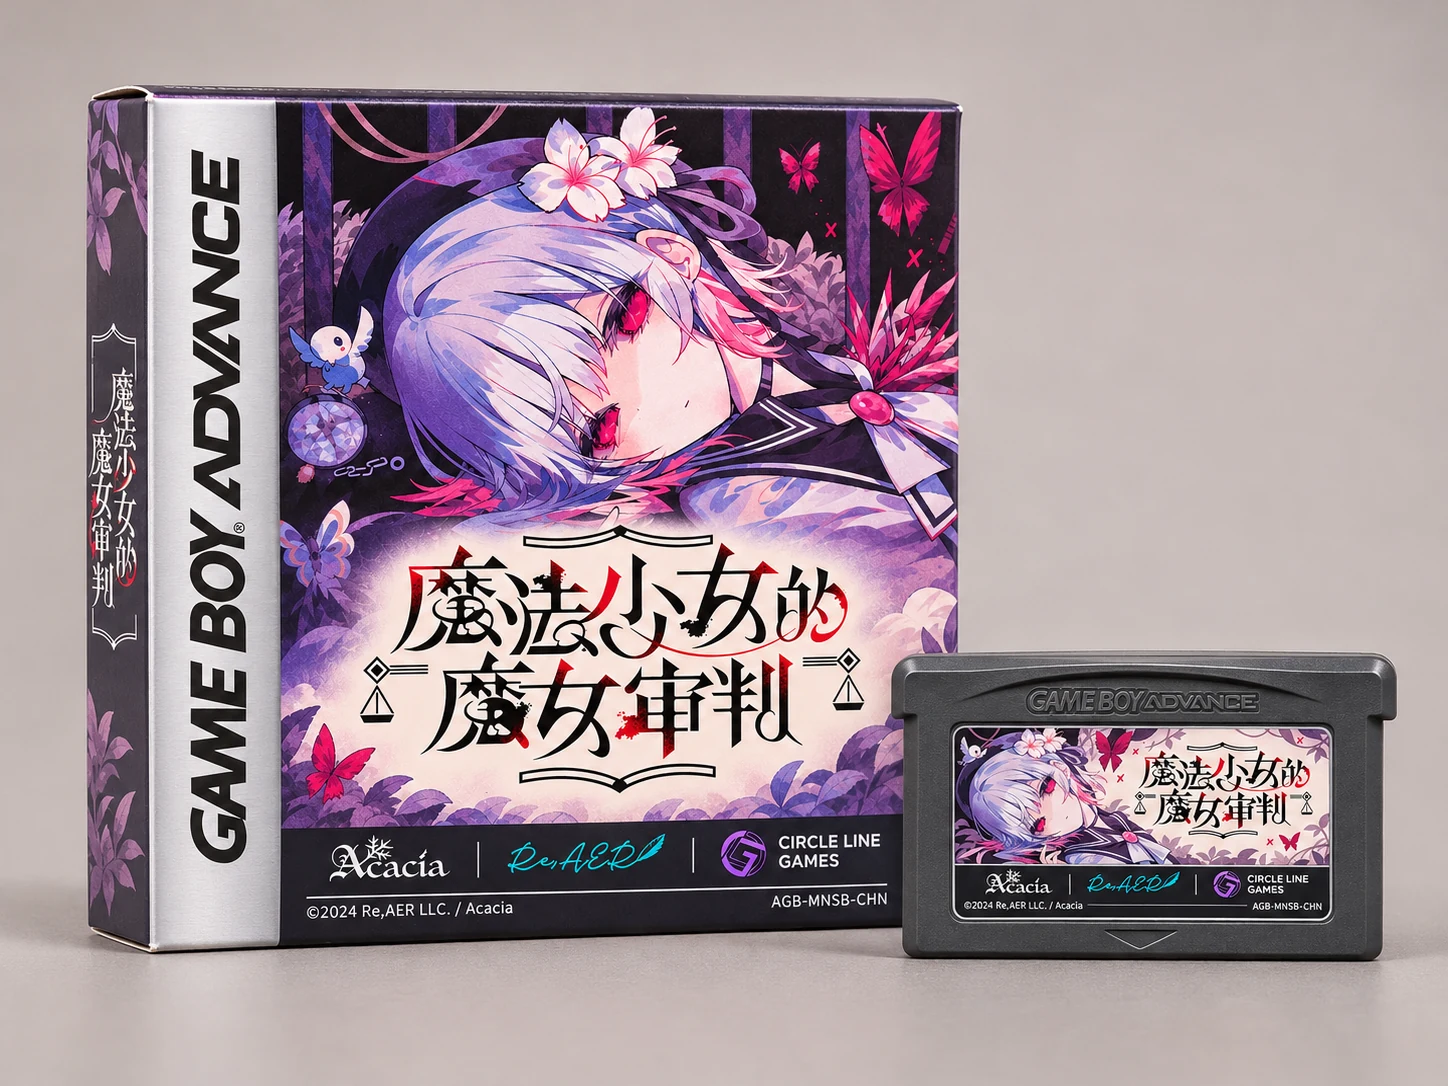 魔法少女的
魔女审判
GAME BOY® ADVANCE
魔法少女的
魔女审判
Acacia
Re,AER
CIRCLE LINE
GAMES
©2024 Re,AER LLC. / Acacia
AGB-MNSB-CHN
GAME BOY ADVANCE
魔法少女的
魔女审判
Acacia
Re,AER
CIRCLE LINE
GAMES
©2024 Re,AER LLC. / Acacia
AGB-MNSB-CHN